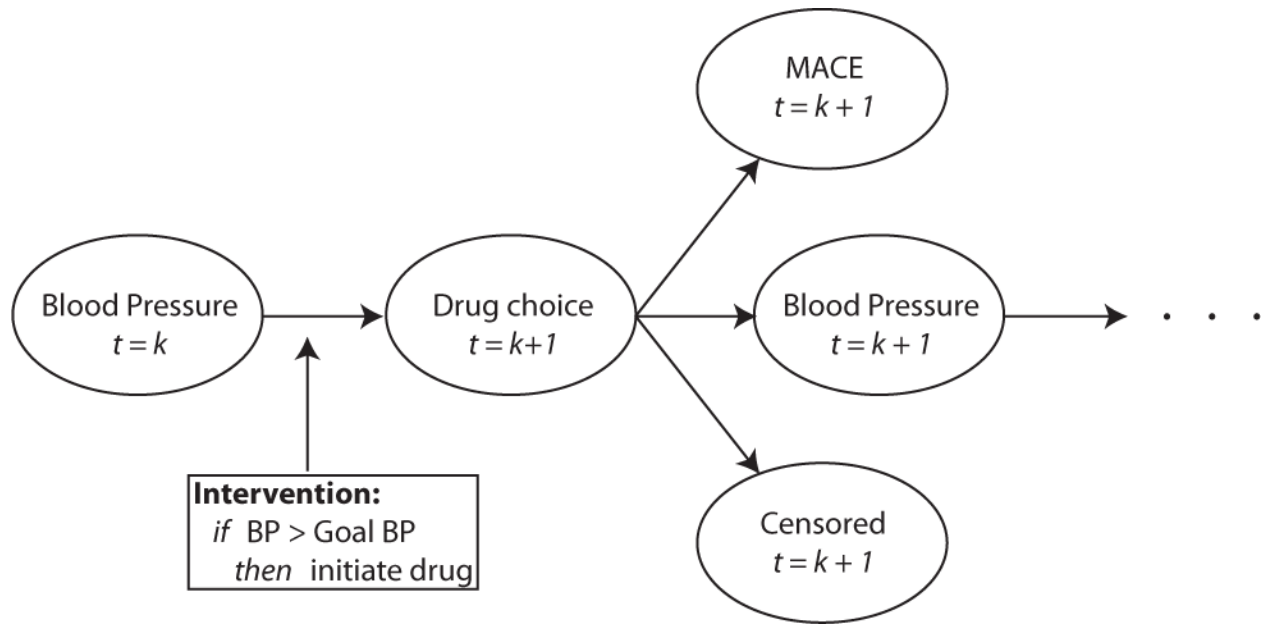 MACE
t = k + 1
Blood Pressure
t = k
Drug choice
t = k+1
Blood Pressure
t = k + 1
. . .
Intervention:
if BP > Goal BP
then initiate drug
Censored
t = k + 1